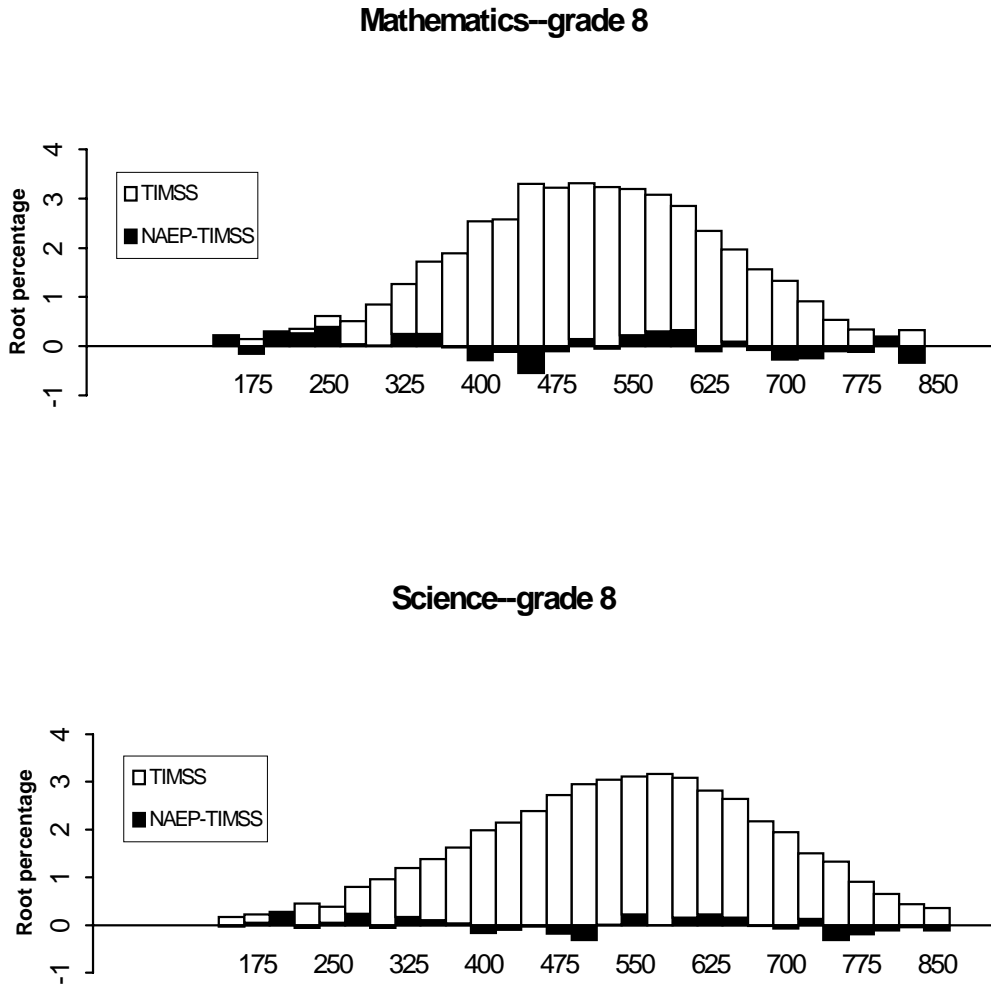 Mathematics--grade 8
4
3
2
1
0
-1
Root percentage
TIMSS
NAEP-TIMSS
175 250 325 400 475 550 625 700 775 850
Science--grade 8
4
3
2
1
0
-1
Root percentage
TIMSS
NAEP-TIMSS
175 250 325 400 475 550 625 700 775 850